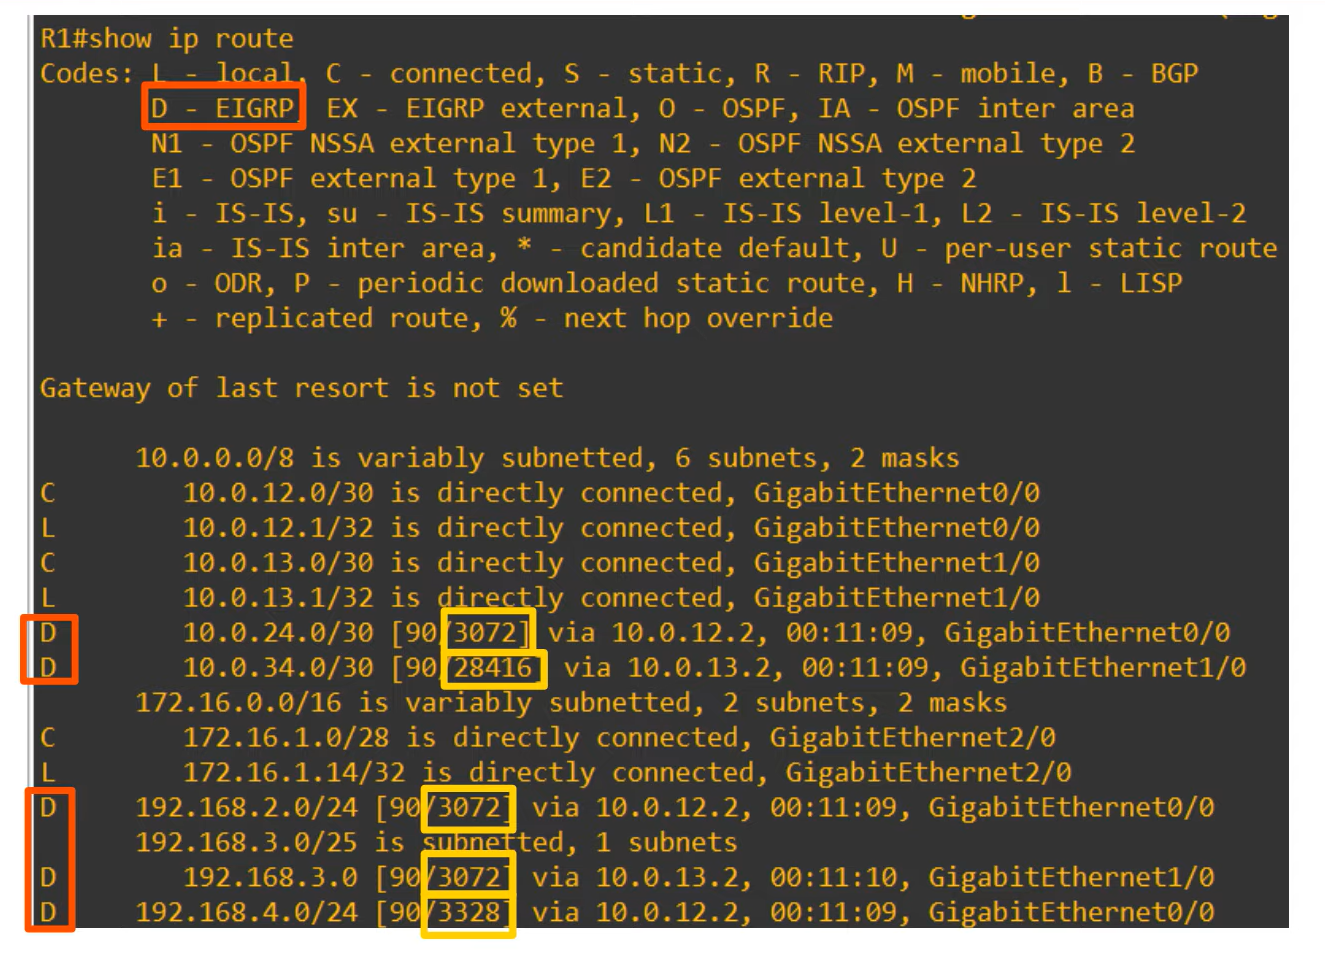 R1#show ip route
Codes: L - local, C - connected, S - static, R - RIP, M - mobile, B - BGP
D - EIGRP, EX - EIGRP external, O - OSPF, IA - OSPF inter area
N1 - OSPF NSSA external type 1, N2 - OSPF NSSA external type 2
E1 - OSPF external type 1, E2 - OSPF external type 2
i - IS-IS, su - IS-IS summary, L1 - IS-IS level-1, L2 - IS-IS level-2
ia - IS-IS inter area, * - candidate default, U - per-user static route
o - ODR, P - periodic downloaded static route, H - NHRP, l - LISP
+ - replicated route, % - next hop override
Gateway of last resort is not set
10.0.0.0/8 is variably subnetted, 6 subnets, 2 masks
C 10.0.12.0/30 is directly connected, GigabitEthernet0/0
L 10.0.12.1/32 is directly connected, GigabitEthernet0/0
C 10.0.13.0/30 is directly connected, GigabitEthernet1/0
L 10.0.13.1/32 is directly connected, GigabitEthernet1/0
D 10.0.24.0/30 [90/3072] via 10.0.12.2, 00:11:09, GigabitEthernet0/0
D 10.0.34.0/30 [90/28416] via 10.0.13.2, 00:11:09, GigabitEthernet1/0
172.16.0.0/16 is variably subnetted, 2 subnets, 2 masks
C 172.16.1.0/28 is directly connected, GigabitEthernet2/0
L 172.16.1.14/32 is directly connected, GigabitEthernet2/0
D 192.168.2.0/24 [90/3072] via 10.0.12.2, 00:11:09, GigabitEthernet0/0
192.168.3.0/25 is subnetted, 1 subnets
D 192.168.3.0 [90/3072] via 10.0.13.2, 00:11:10, GigabitEthernet1/0
D 192.168.4.0/24 [90/3328] via 10.0.12.2, 00:11:09, GigabitEthernet0/0